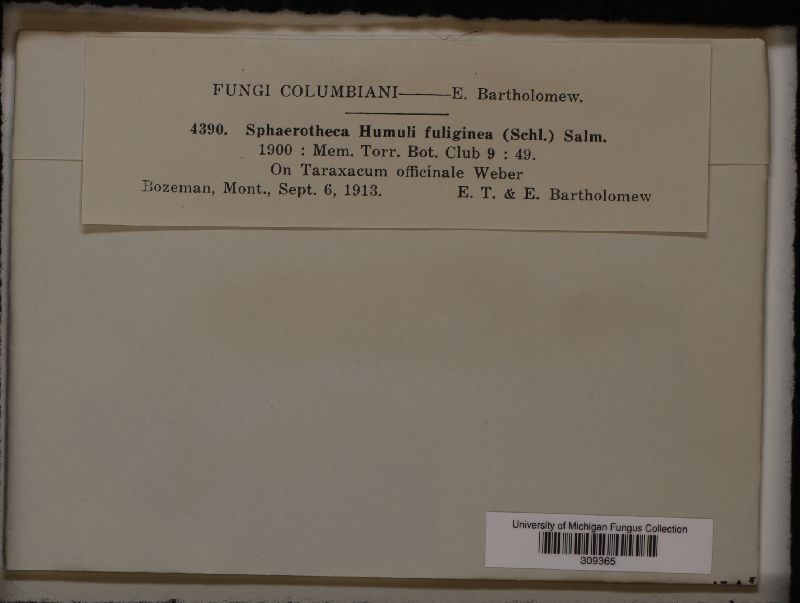 FUNGI COLUMBIANI——E. Bartholomew.
4390. Sphaerotheca Humuli fuliginea (Schl.) Salm.
1900 : Mem. Torr. Bot. Club 9 : 49.
On Taraxacum officinale Weber
Bozeman, Mont., Sept. 6, 1913. E. T. & E. Bartholomew
University of Michigan Fungus Collection
309365